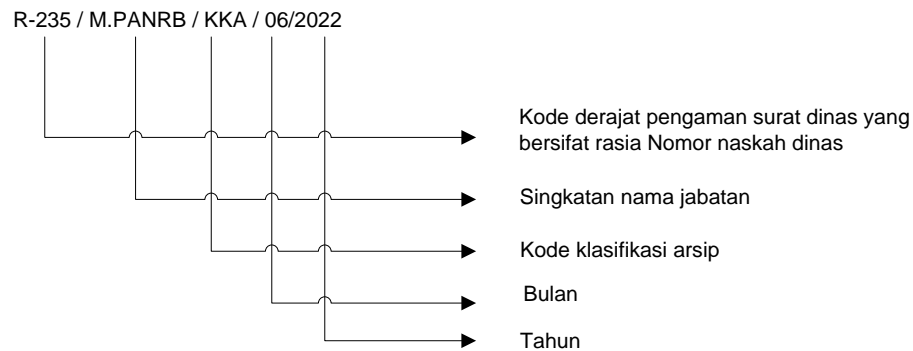 R-235 / M.PANRB / KKA / 06/2022
Kode derajat pengaman surat dinas yang
bersifat rasia Nomor naskah dinas
Singkatan nama jabatan
Kode klasifikasi arsip
Bulan
Tahun